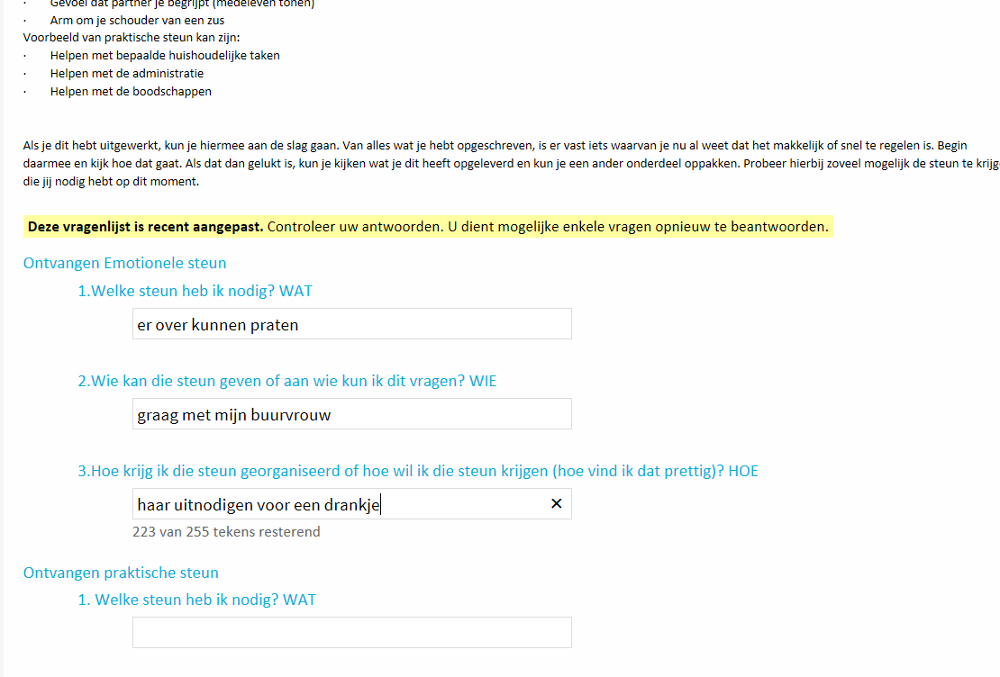 · Gevoel dat partner je begrijpt (medeleven tonen)
· Arm om je schouder van een zus
Voorbeeld van praktische steun kan zijn:
· Helpen met bepaalde huishoudelijke taken
· Helpen met de administratie
· Helpen met de boodschappen
Als je dit hebt uitgewerkt, kun je hiermee aan de slag gaan. Van alles wat je hebt opgeschreven, is er vast iets waarvan je nu al weet dat het makkelijk of snel te regelen is. Begin
daarmee en kijk hoe dat gaat. Als dat dan gelukt is, kun je kijken wat je dit heeft opgeleverd en kun je een ander onderdeel oppakken. Probeer hierbij zoveel mogelijk de steun te krijg
die jij nodig hebt op dit moment.
Deze vragenlijst is recent aangepast. Controleer uw antwoorden. U dient mogelijke enkele vragen opnieuw te beantwoorden.
Ontvangen Emotionele steun
1.Welke steun heb ik nodig? WAT
er over kunnen praten
2.Wie kan die steun geven of aan wie kun ik dit vragen? WIE
graag met mijn buurvrouw
3.Hoe krijg ik die steun georganiseerd of hoe wil ik die steun krijgen (hoe vind ik dat prettig)? HOE
haar uitnodigen voor een drankje
223 van 255 tekens resterend
Ontvangen praktische steun
1. Welke steun heb ik nodig? WAT